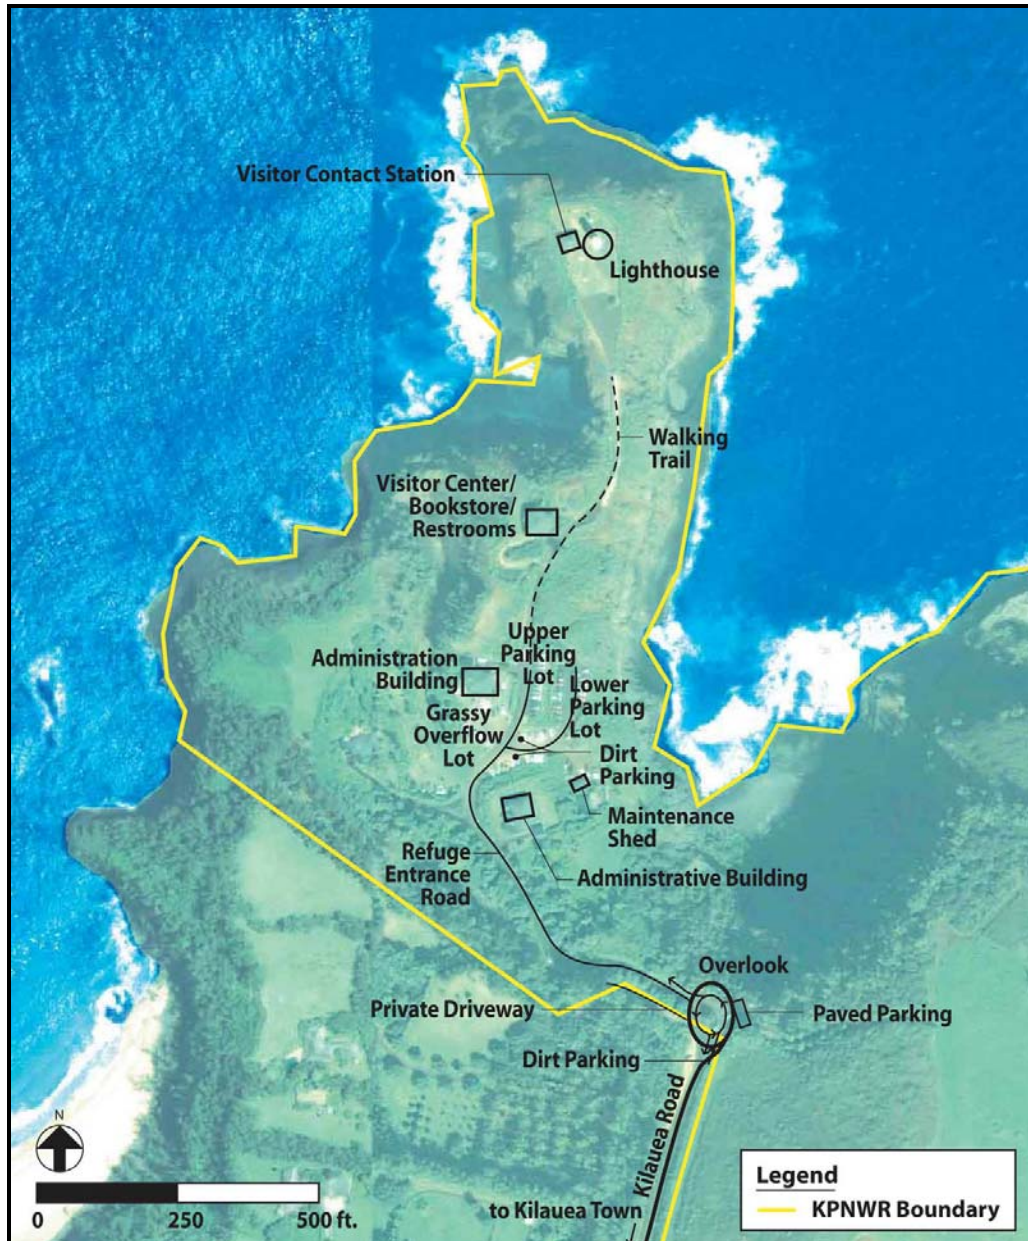 Visitor Contact Station
Lighthouse
Walking
Trail
Visitor Center/
Bookstore/
Restrooms
Upper
Parking
Lot
Administration
Building
Lower
Parking
Lot
Grassy
Overflow
Lot
Dirt
Parking
Maintenance
Shed
Refuge
Entrance
Road
Administrative Building
Overlook
Private Driveway
Paved Parking
Dirt Parking
Kilauea Road
to Kilauea Town
N
0 250 500 ft.
Legend
KPNWR Boundary